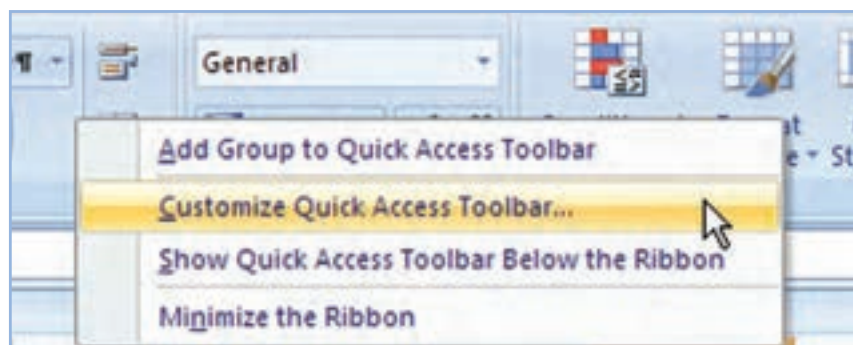 General
Add Group to Quick Access Toolbar
Customize Quick Access Toolbar...
Show Quick Access Toolbar Below the Ribbon
Minimize the Ribbon